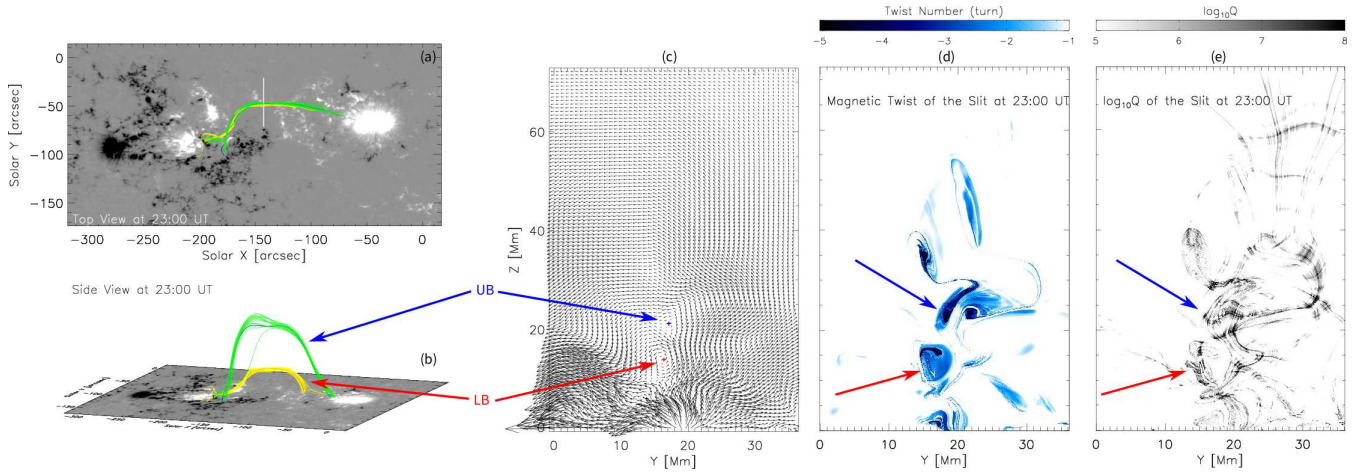 Twist Number (turn)
-5 -4 -3 -2 -1
log₁₀Q
5 6 7 8
(a)
0
-50
-100
-150
Solar Y [arcsec]
Top View at 23:00 UT
-300 -250 -200 -150 -100 -50 0
Solar X [arcsec]
Side View at 23:00 UT
(b)
UB
LB
(c)
60
40
20
0
Z [Mm]
0 10 20 30
Y [Mm]
(d)
Magnetic Twist of the Slit at 23:00 UT
0 10 20 30
Y [Mm]
(e)
log₁₀Q of the Slit at 23:00 UT
0 10 20 30
Y [Mm]